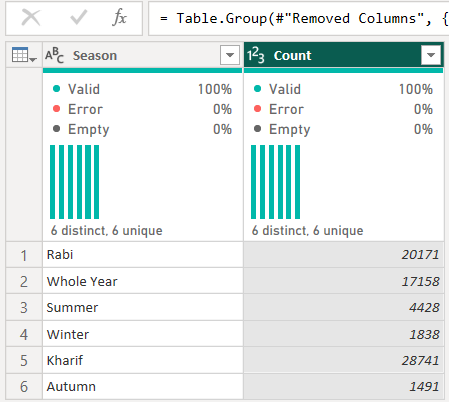 fx = Table.Group(#"Removed Columns", {
ABC Season 123 Count
Valid 100% Valid 100%
Error 0% Error 0%
Empty 0% Empty 0%
6 distinct, 6 unique 6 distinct, 6 unique
1 Rabi 20171
2 Whole Year 17158
3 Summer 4428
4 Winter 1838
5 Kharif 28741
6 Autumn 1491